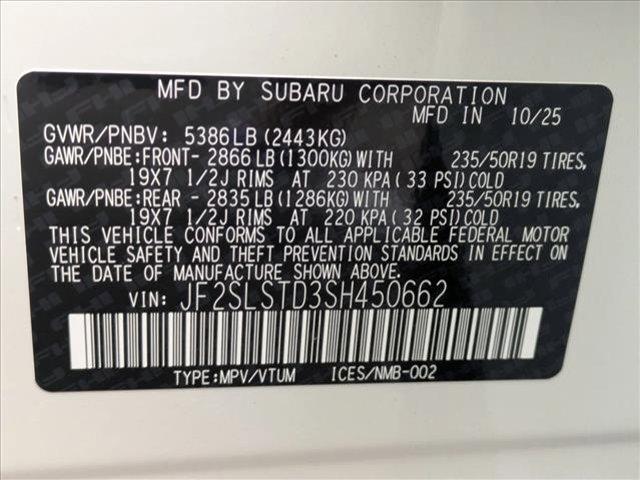 MFD BY SUBARU CORPORATION
MFD IN 10/25
GVWR/PNBV: 5386LB(2443KG)
GAWR/PNBE:FRONT- 2866LB(1300KG)WITH 235/50R19 TIRES,
19X7 1/2J RIMS AT 230 KPA( 33 PSI)COLD
GAWR/PNBE:REAR - 2835LB(1286KG)WITH 235/50R19 TIRES,
19X7 1/2J RIMS AT 220 KPA( 32 PSI)COLD
THIS VEHICLE CONFORMS TO ALL APPLICABLE FEDERAL MOTOR
VEHICLE SAFETY AND THEFT PREVENTION STANDARDS IN EFFECT
ON THE DATE OF MANUFACTURE SHOWN ABOVE.
VIN: JF2SLSTD3SH450662
TYPE:MPV/VTUM ICES/NMB-002